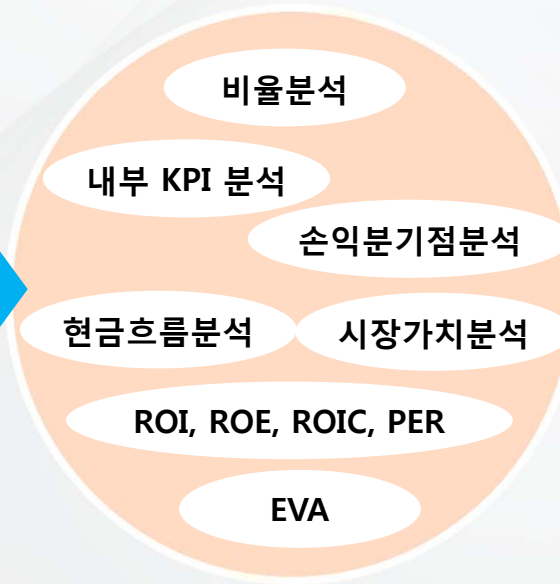 비율분석
내부 KPI 분석
손익분기점분석
현금흐름분석
시장가치분석
ROI, ROE, ROIC, PER
EVA